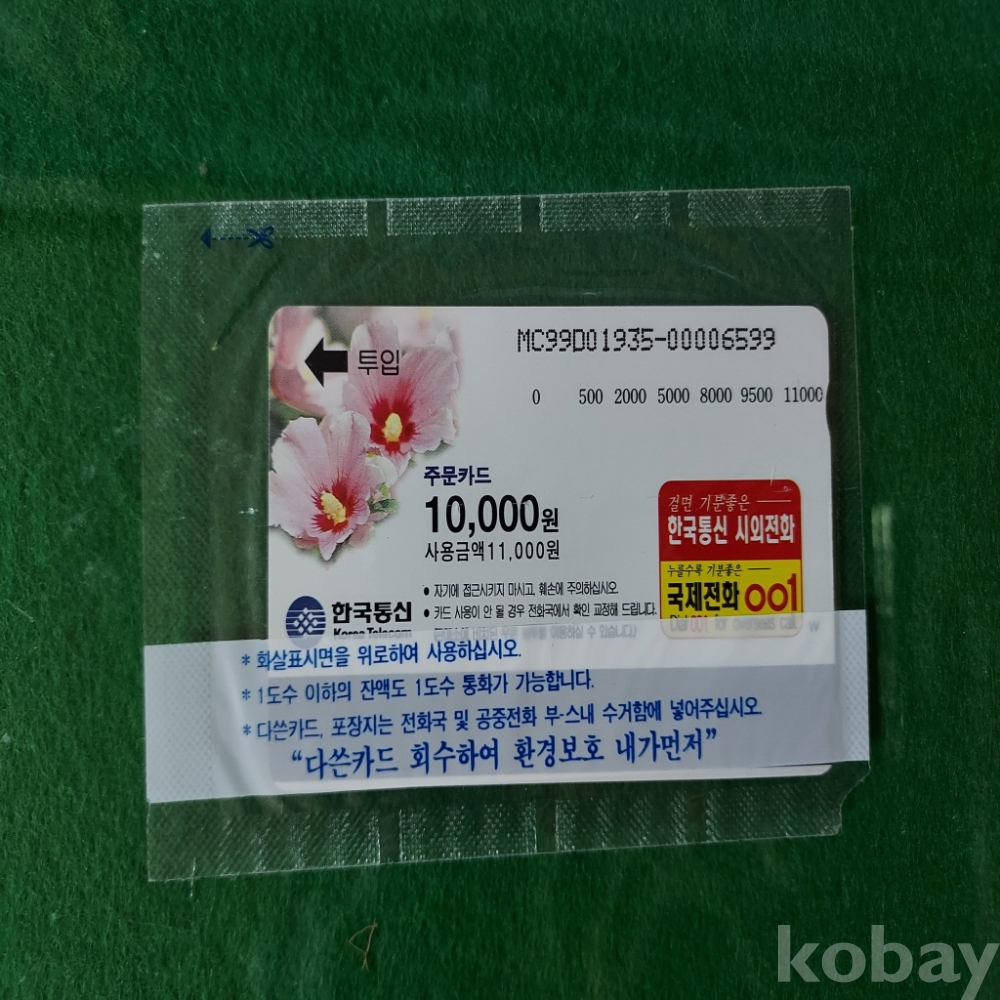 투입
MC99D01935-00006599
0 500 2000 5000 8000 9500 11000
주문카드
10,000원
사용금액11,000원
● 자기에 접근시키지 마시고, 훼손에 주의하십시오.
● 카드 사용이 안 될 경우 전화국에서 확인 교정해 드립니다.
한국통신
Korea Telecom
걸면 기분좋은
한국통신 시외전화
누를수록 기분좋은
국제전화 001
Dial 001 for overseas call.
W
* 화살표시면을 위로하여 사용하십시오.
* 1도수 이하의 잔액도 1도수 통화가 가능합니다.
* 다쓴카드, 포장지는 전화국 및 공중전화 부·스내 수거함에 넣어주십시오.
“다쓴카드 회수하여 환경보호 내가먼저”
kobay